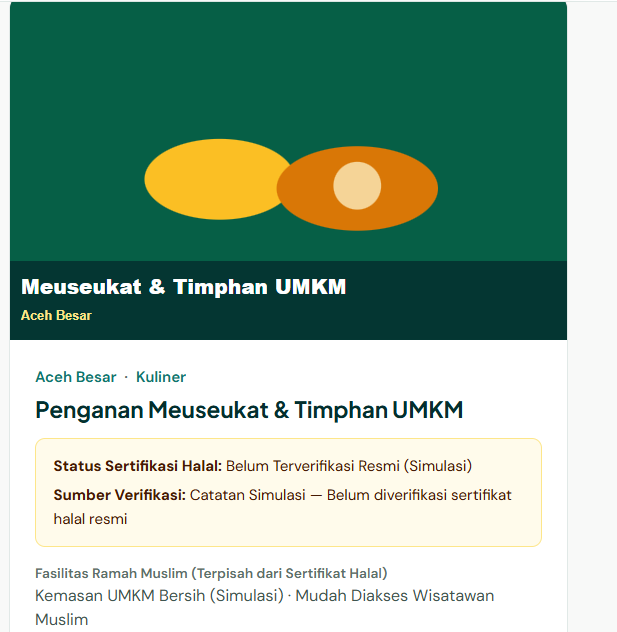 Meuseukat & Timphan UMKM
Aceh Besar
Aceh Besar · Kuliner
Penganan Meuseukat & Timphan UMKM
Status Sertifikasi Halal: Belum Terverifikasi Resmi (Simulasi)
Sumber Verifikasi: Catatan Simulasi — Belum diverifikasi sertifikat
halal resmi
Fasilitas Ramah Muslim (Terpisah dari Sertifikat Halal)
Kemasan UMKM Bersih (Simulasi) · Mudah Diakses Wisatawan
Muslim